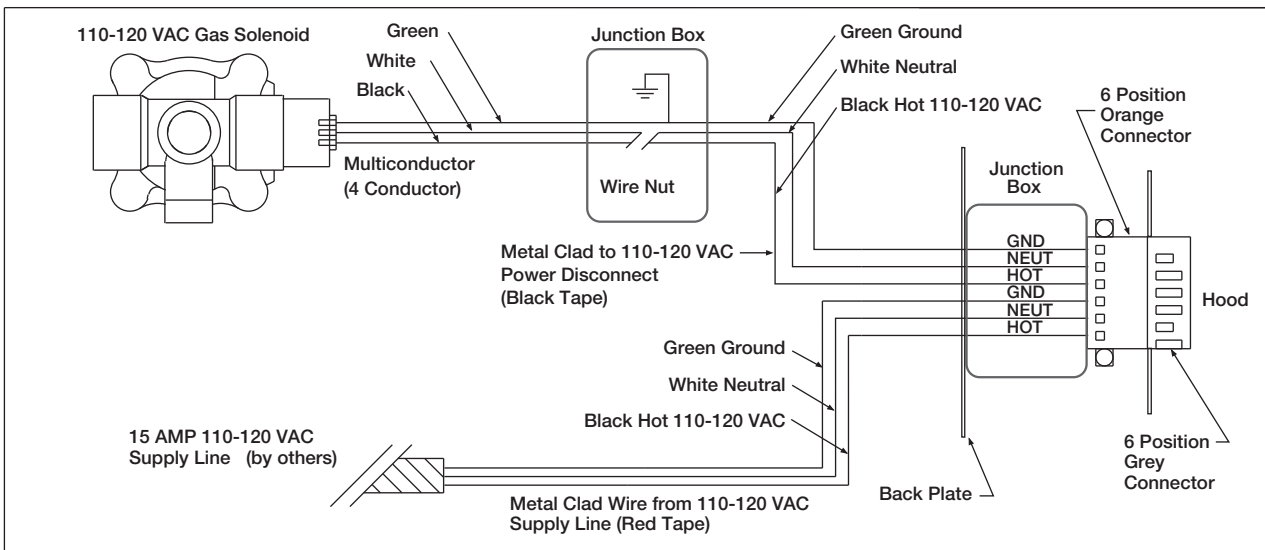 110-120 VAC Gas Solenoid
Green
White
Black
Junction Box
Green Ground
White Neutral
Black Hot 110-120 VAC
6 Position
Orange
Connector
Multiconductor
(4 Conductor)
Wire Nut
Junction
Box
Metal Clad to 110-120 VAC
Power Disconnect
(Black Tape)
GND
NEUT
HOT
GND
NEUT
HOT
Hood
Green Ground
White Neutral
Black Hot 110-120 VAC
15 AMP 110-120 VAC
Supply Line (by others)
Metal Clad Wire from 110-120 VAC
Supply Line (Red Tape)
Back Plate
6 Position
Grey
Connector